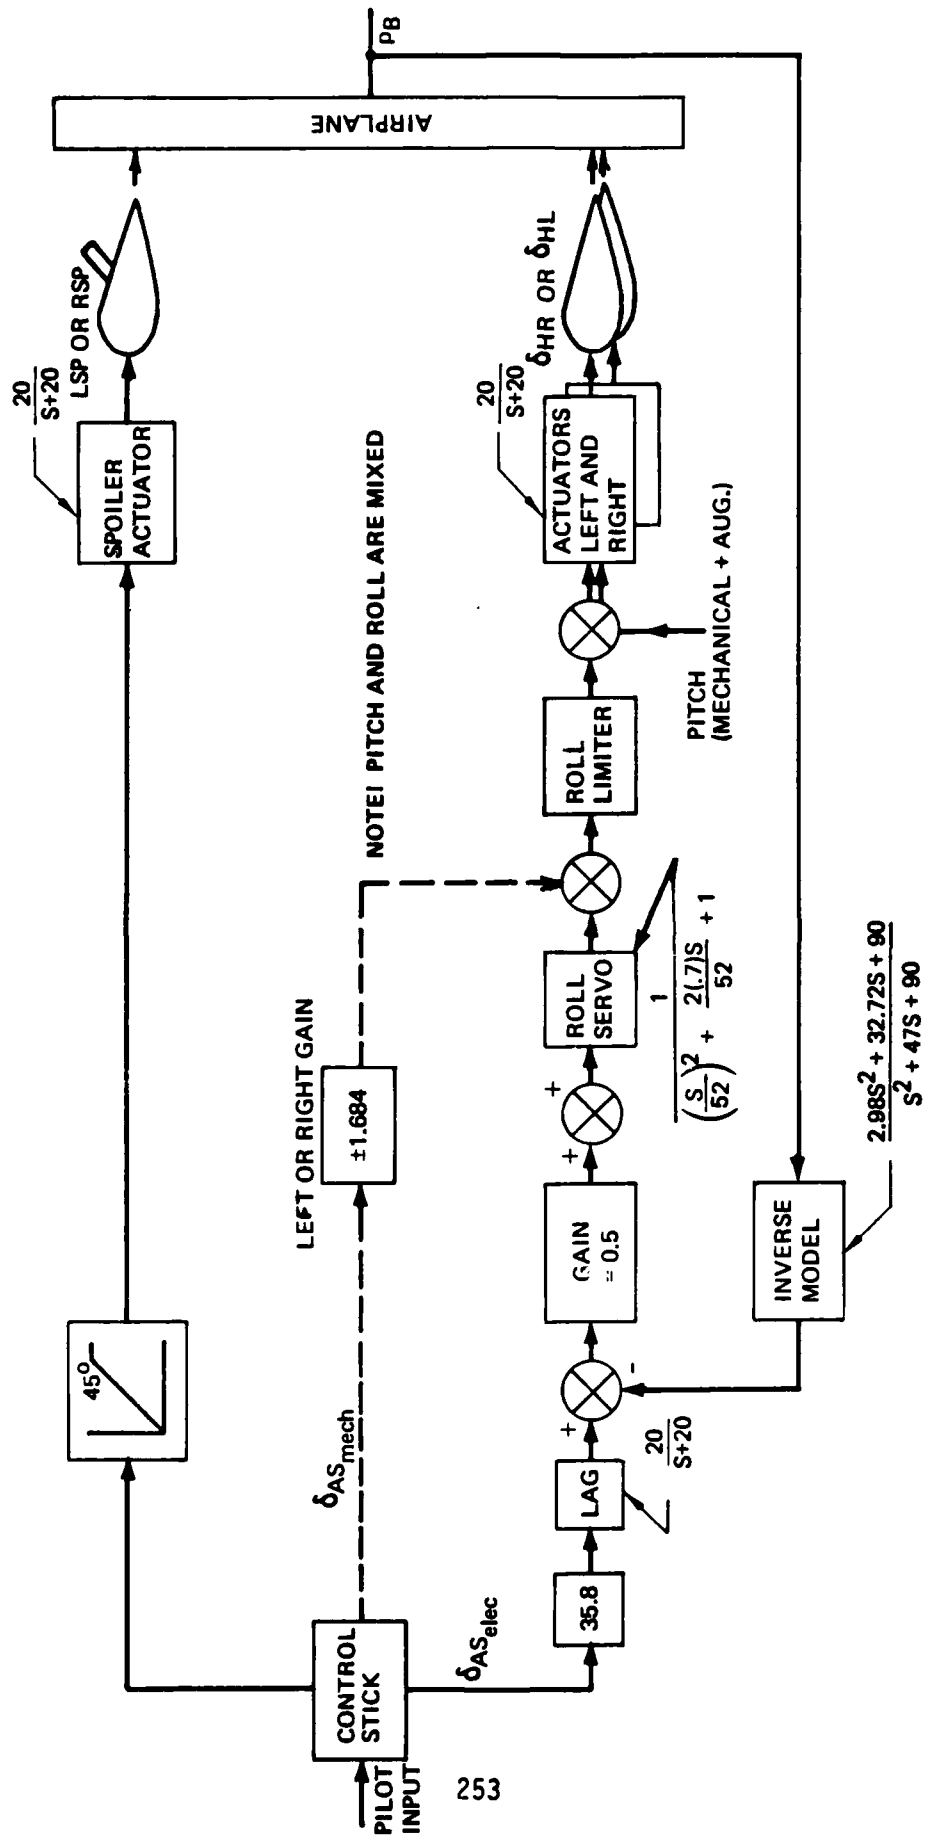 PILOT
INPUT
CONTROL
STICK
45°
SPOILER
ACTUATOR
20
S+20
LSP OR RSP
AIRPLANE
PB
δASmech
LEFT OR RIGHT GAIN
±1.684
NOTE! PITCH AND ROLL ARE MIXED
δASelec
35.8
LAG
20
S+20
+
-
GAIN
= 0.5
+
+
ROLL
SERVO
1
(S/52)² + 2(.7)S/52 + 1
ROLL
LIMITER
PITCH
(MECHANICAL + AUG.)
ACTUATORS
LEFT AND
RIGHT
20
S+20
δHR OR δHL
INVERSE
MODEL
2.98S² + 32.72S + 90
S² + 47S + 90
253